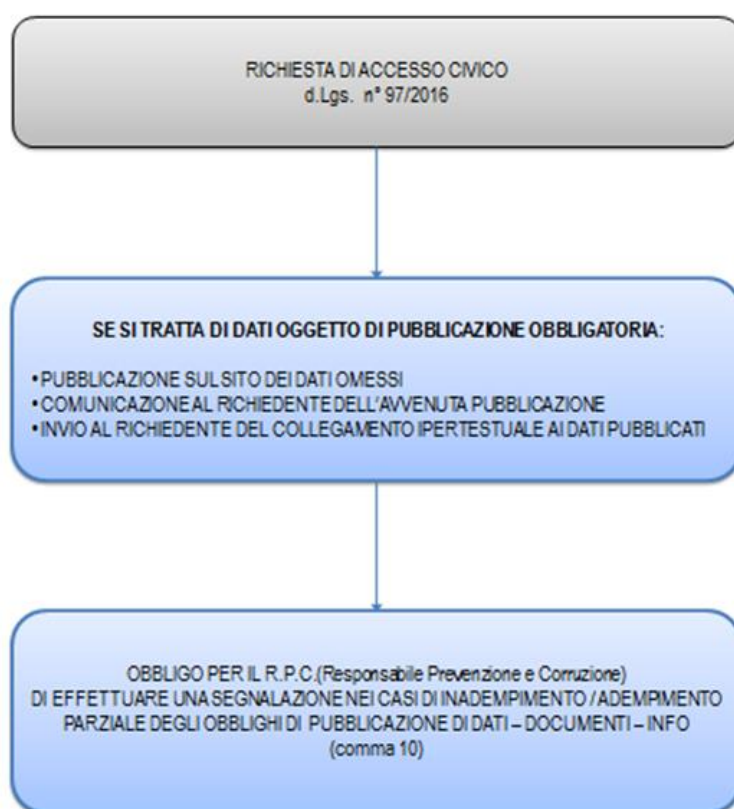 RICHIESTA DI ACCESSO CIVICO
d.Lgs. n° 97/2016
SE SI TRATTA DI DATI OGGETTO DI PUBBLICAZIONE OBBLIGATORIA:
• PUBBLICAZIONE SUL SITO DEI DATI OMESSI
• COMUNICAZIONE AL RICHIEDENTE DELL'AVVENUTA PUBBLICAZIONE
• INVIO AL RICHIEDENTE DEL COLLEGAMENTO IPERTESTUALE AI DATI PUBBLICATI
OBBLIGO PER IL R.P.C.(Responsabile Prevenzione e Corruzione)
DI EFFETTUARE UNA SEGNALAZIONE NEI CASI DI INADEMPIMENTO / ADEMPIMENTO
PARZIALE DEGLI OBBLIGHI DI PUBBLICAZIONE DI DATI – DOCUMENTI – INFO
(comma 10)